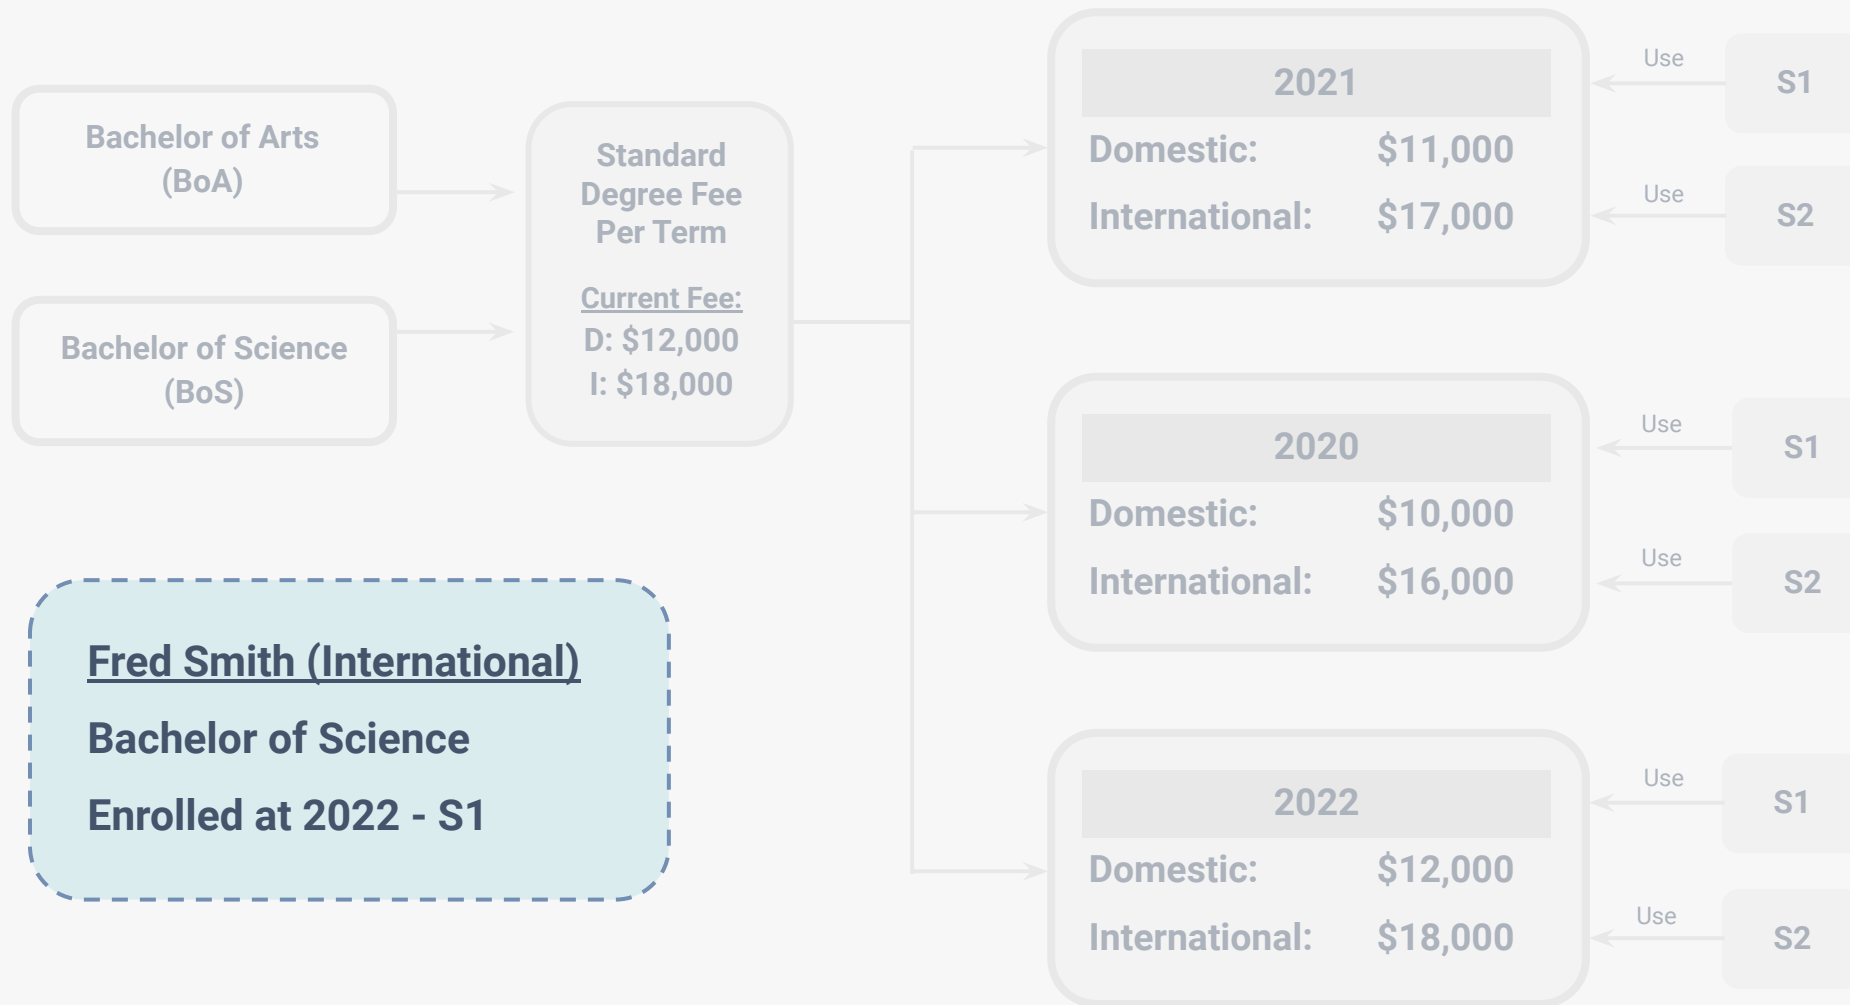 Bachelor of Arts
(BoA)
Bachelor of Science
(BoS)
Standard
Degree Fee
Per Term
Current Fee:
D: $12,000
I: $18,000
2021
Domestic: $11,000
International: $17,000
Use
S1
Use
S2
2020
Domestic: $10,000
International: $16,000
Use
S1
Use
S2
2022
Domestic: $12,000
International: $18,000
Use
S1
Use
S2
Fred Smith (International)
Bachelor of Science
Enrolled at 2022 - S1